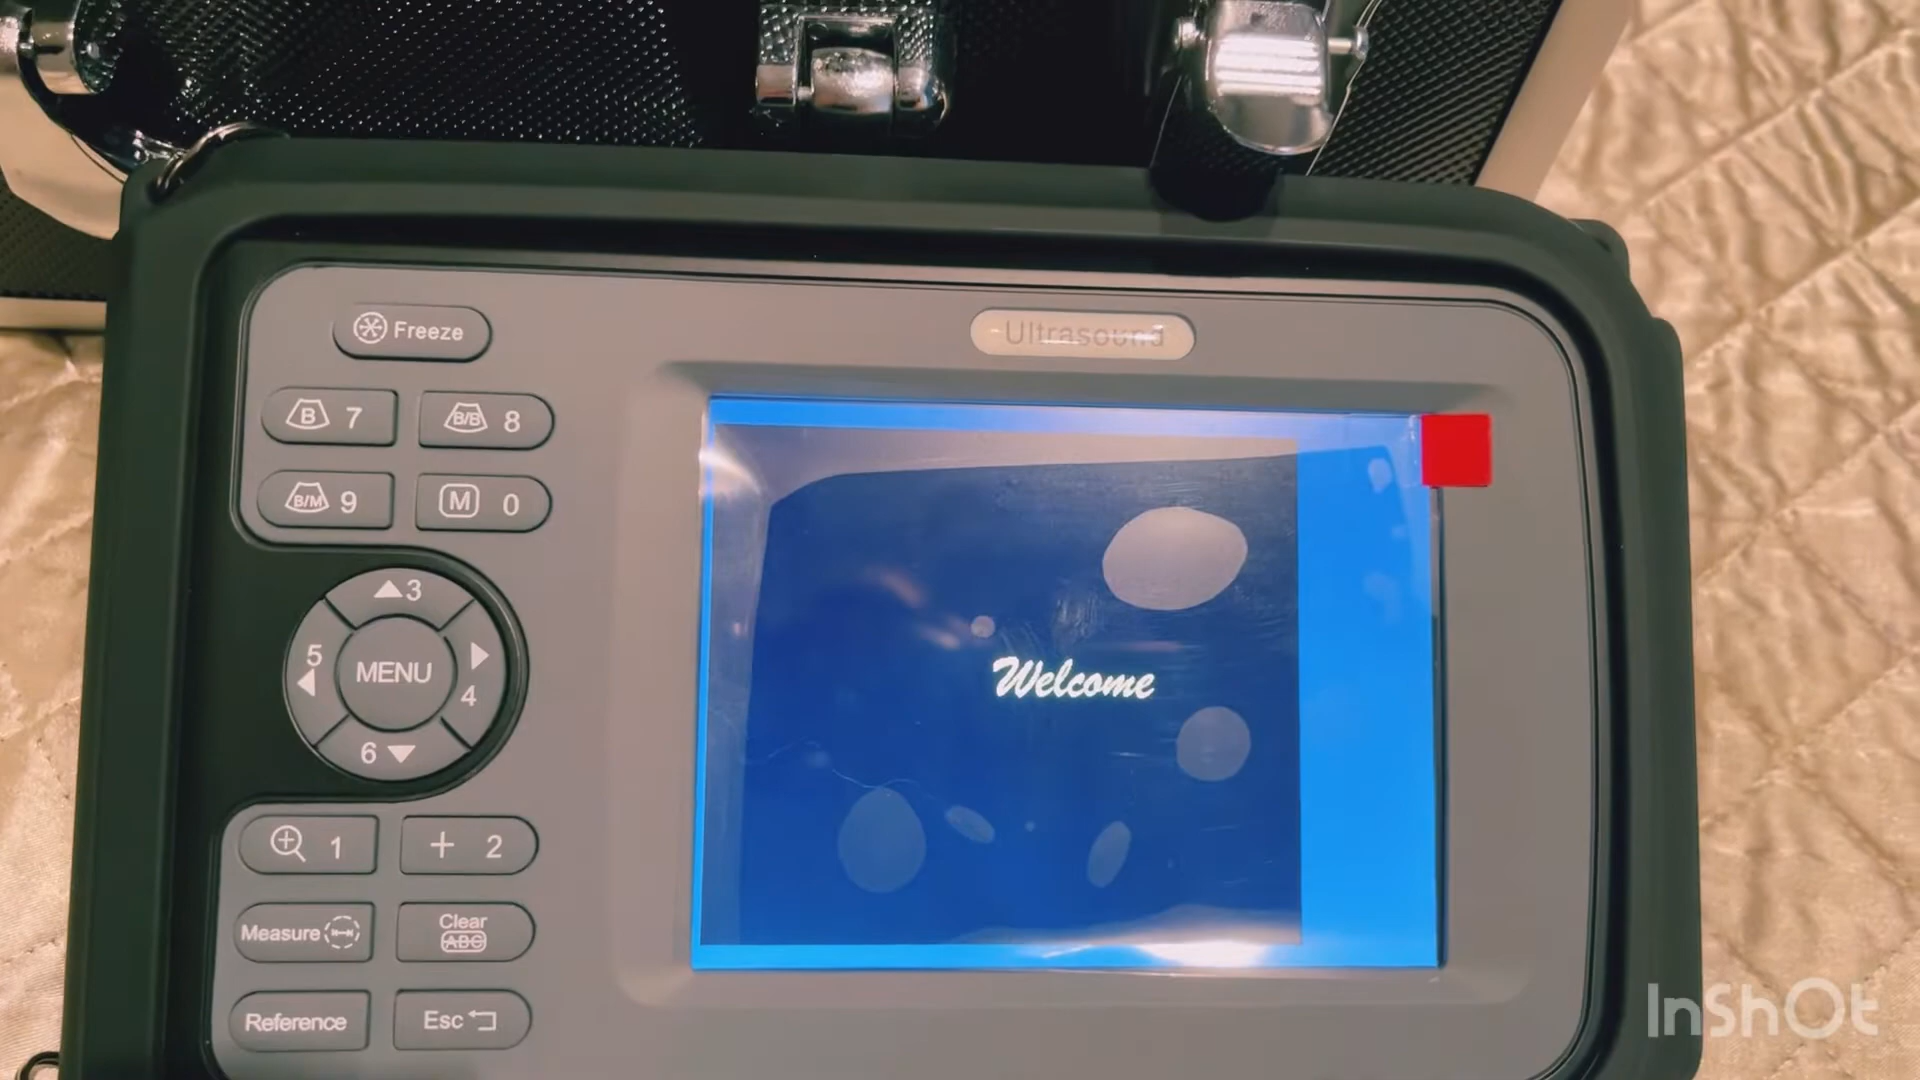 Freeze
Ultrasound
B 7
B/B 8
B/M 9
M 0
3
5
MENU
4
6
Welcome
1
+ 2
Measure
Clear
ABC
Reference
Esc
InShOt